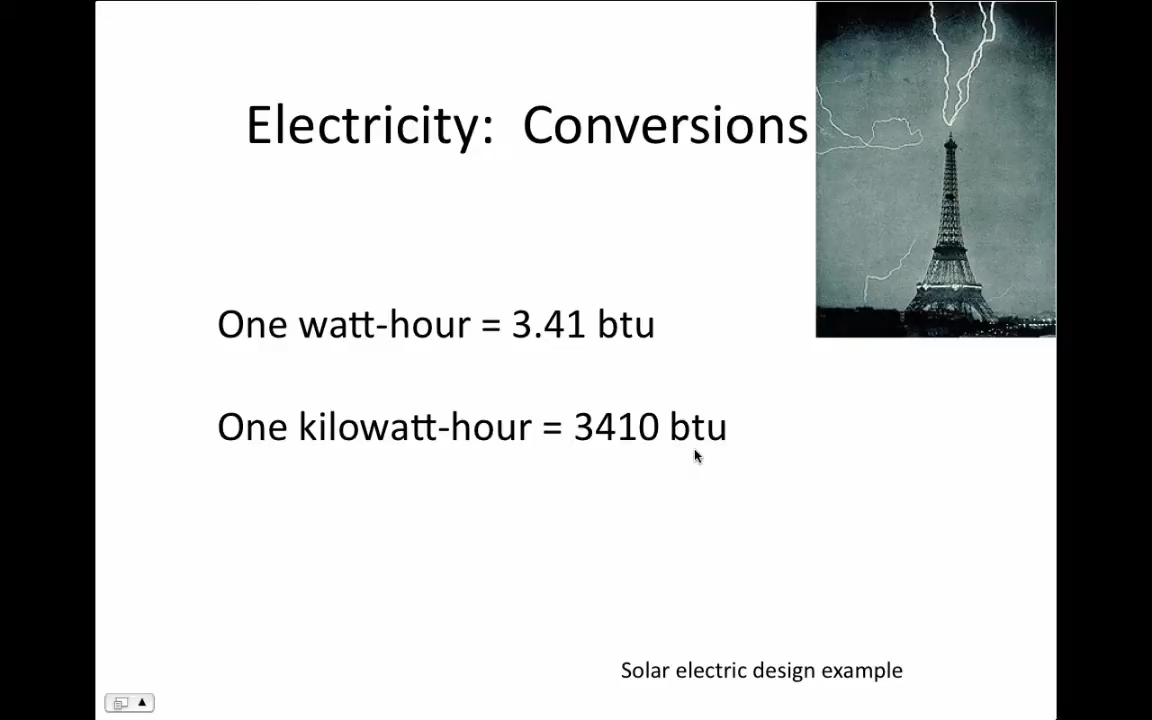 Electricity: Conversions
One watt-hour = 3.41 btu
One kilowatt-hour = 3410 btu
Solar electric design example